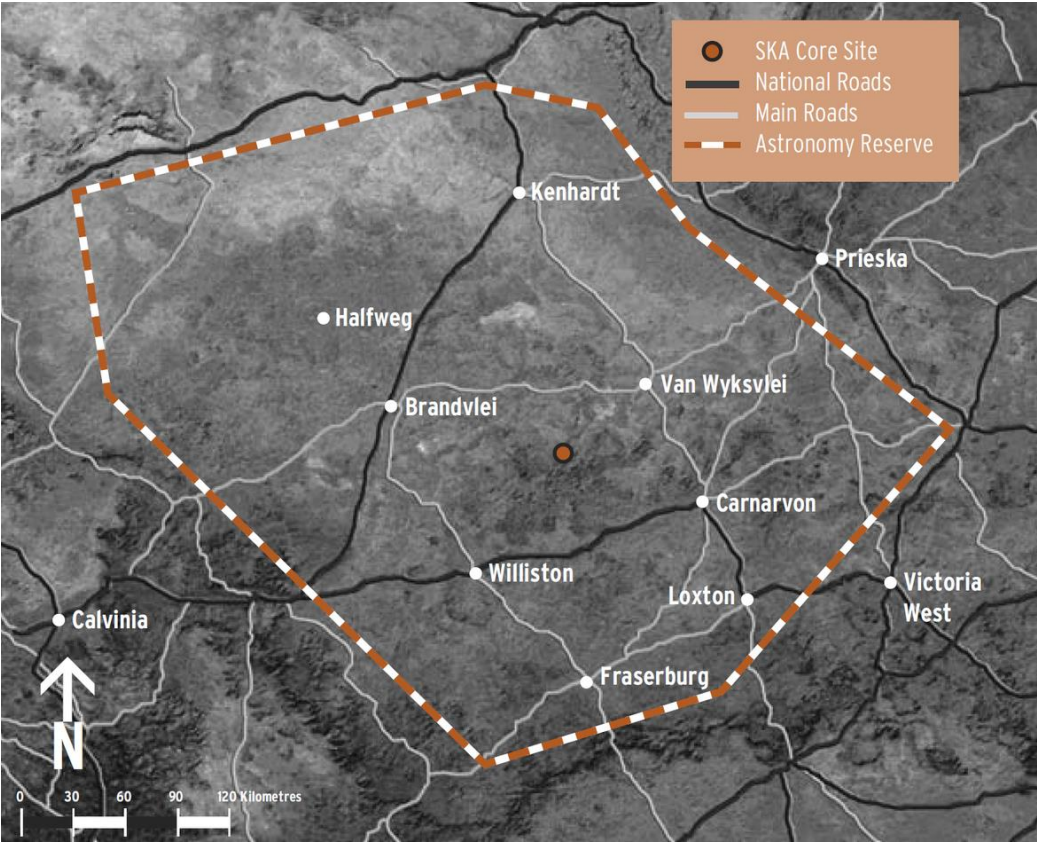 SKA Core Site
National Roads
Main Roads
Astronomy Reserve
Kenhardt
Prieska
Halfweg
Van Wyksvlei
Brandvlei
Carnarvon
Williston
Victoria
West
Loxton
Calvinia
Fraserburg
N
0 30 60 90 120 Kilometres